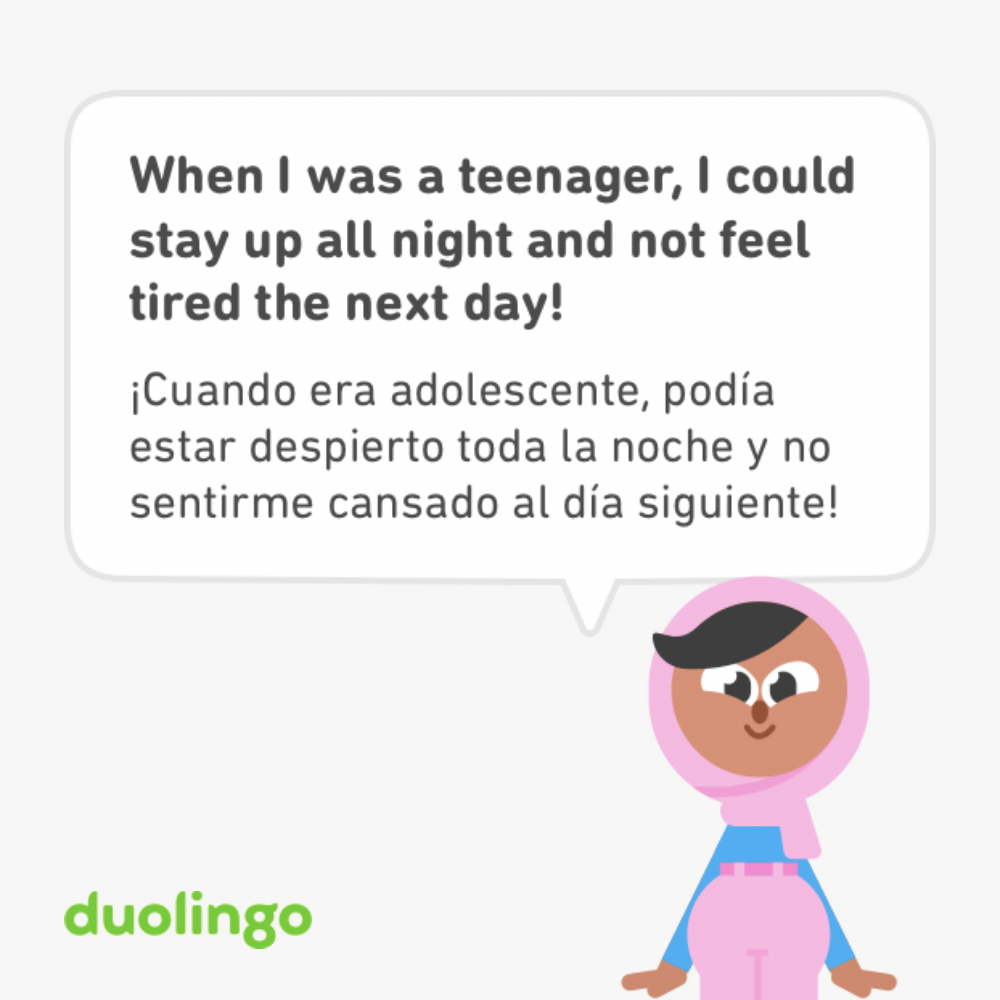 When I was a teenager, I could
stay up all night and not feel
tired the next day!
¡Cuando era adolescente, podía
estar despierto toda la noche y no
sentirme cansado al día siguiente!
duolingo